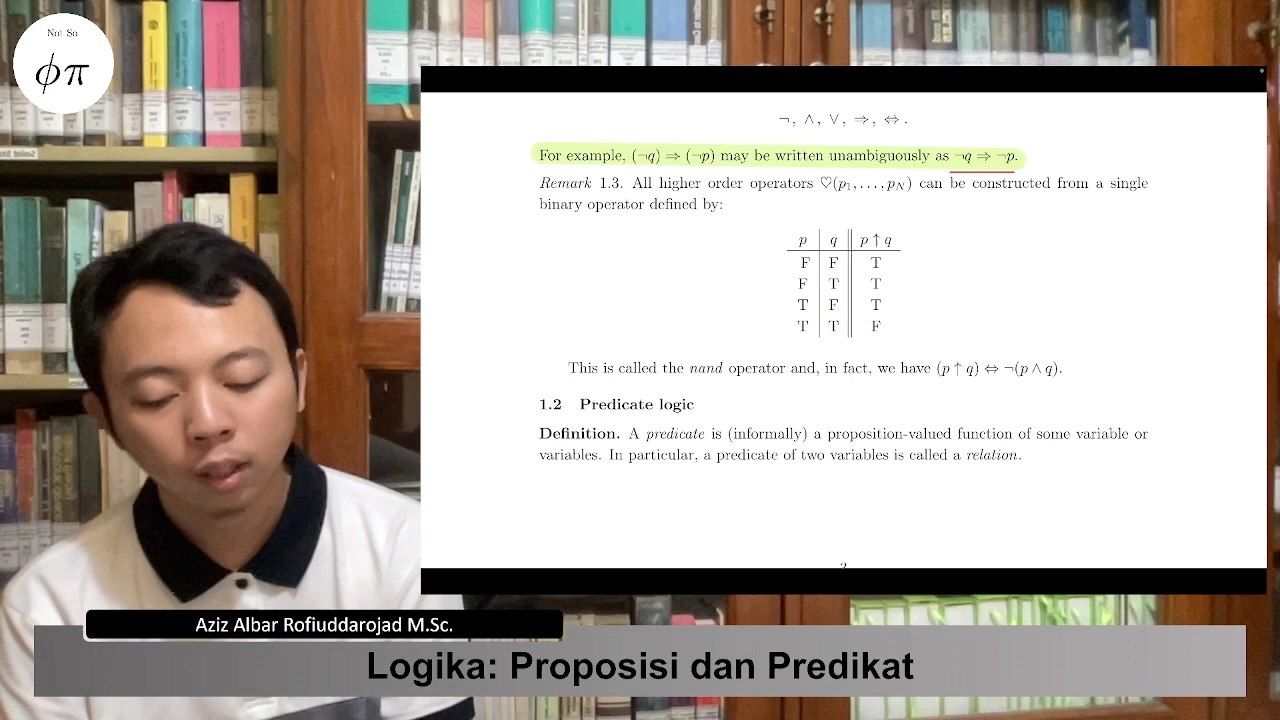 Not So
ϕπ
¬, ∧, ∨, ⇒, ⇔.
For example, (¬q) ⇒ (¬p) may be written unambiguously as ¬q ⇒ ¬p.
Remark 1.3. All higher order operators ♡(p₁, . . . , p_N) can be constructed from a single
binary operator defined by:
p q p ↑ q
F F T
F T T
T F T
T T F
This is called the nand operator and, in fact, we have (p ↑ q) ⇔ ¬(p ∧ q).
1.2 Predicate logic
Definition. A predicate is (informally) a proposition-valued function of some variable or
variables. In particular, a predicate of two variables is called a relation.
Aziz Albar Rofiuddarojad M.Sc.
Logika: Proposisi dan Predikat